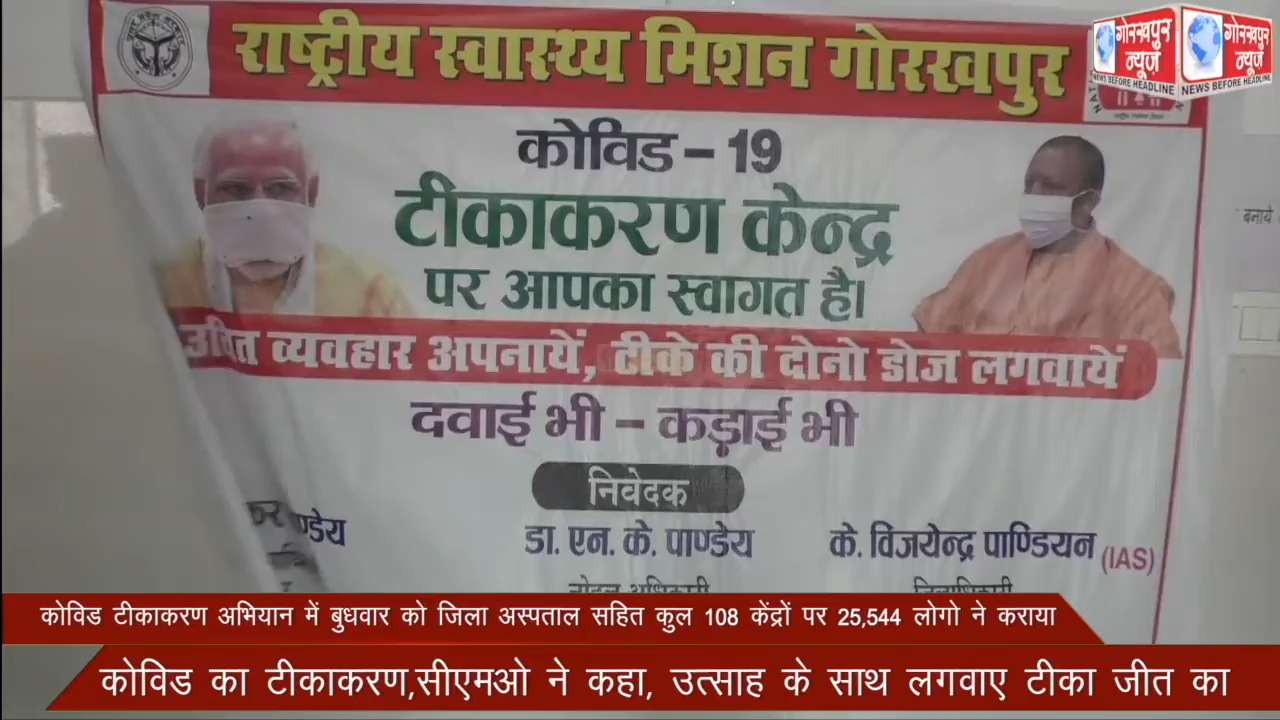 राष्ट्रीय स्वास्थ्य मिशन गोरखपुर
गोरखपुर न्यूज़
NEWS BEFORE HEADLINE
गोरखपुर न्यूज़
NEWS BEFORE HEADLINE
कोविड – 19
टीकाकरण केन्द्र
पर आपका स्वागत है।
बनाये
व्यवहार अपनायें, टीके की दोनो डोज लगवायें
दवाई भी – कड़ाई भी
निवेदक
डा. एन. के. पाण्डेय
के. विजयेन्द्र पाण्डियन (IAS)
कोविड टीकाकरण अभियान में बुधवार को जिला अस्पताल सहित कुल 108 केंद्रों पर 25,544 लोगो ने कराया
कोविड का टीकाकरण,सीएमओ ने कहा, उत्साह के साथ लगवाए टीका जीत का